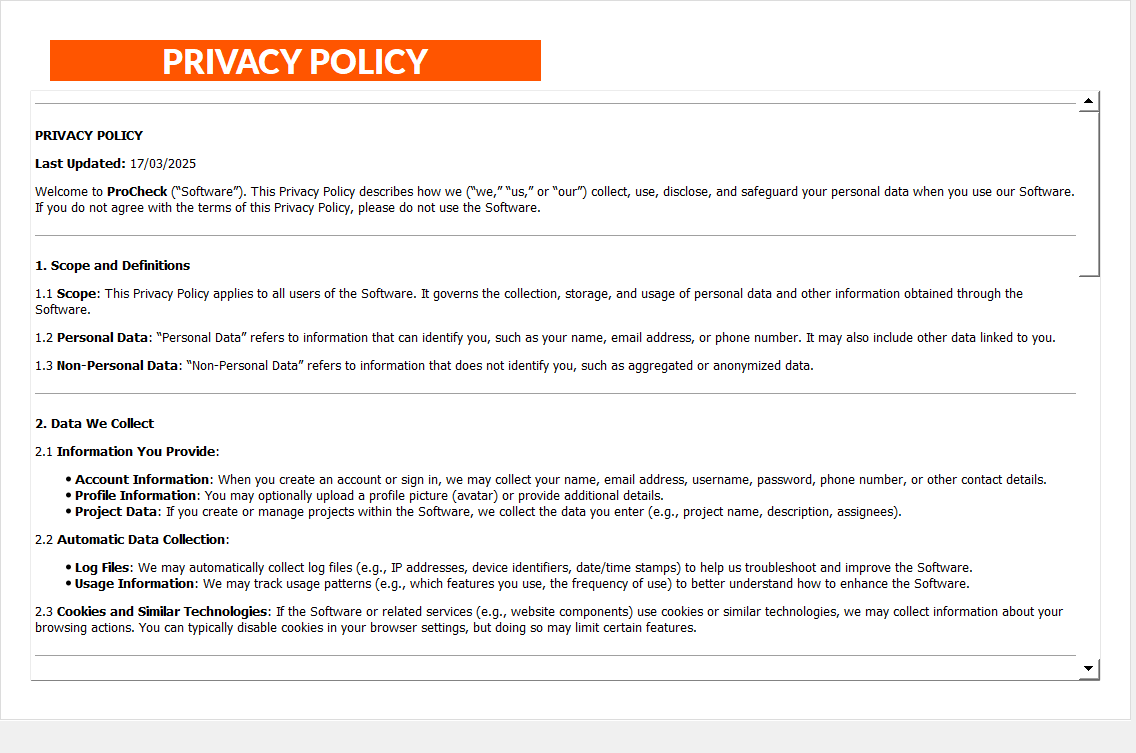 PRIVACY POLICY
PRIVACY POLICY
Last Updated: 17/03/2025
Welcome to ProCheck (“Software”). This Privacy Policy describes how we (“we,” “us,” or “our”) collect, use, disclose, and safeguard your personal data when you use our Software.
If you do not agree with the terms of this Privacy Policy, please do not use the Software.
1. Scope and Definitions
1.1 Scope: This Privacy Policy applies to all users of the Software. It governs the collection, storage, and usage of personal data and other information obtained through the
Software.
1.2 Personal Data: “Personal Data” refers to information that can identify you, such as your name, email address, or phone number. It may also include other data linked to you.
1.3 Non-Personal Data: “Non-Personal Data” refers to information that does not identify you, such as aggregated or anonymized data.
2. Data We Collect
2.1 Information You Provide:
• Account Information: When you create an account or sign in, we may collect your name, email address, username, password, phone number, or other contact details.
• Profile Information: You may optionally upload a profile picture (avatar) or provide additional details.
• Project Data: If you create or manage projects within the Software, we collect the data you enter (e.g., project name, description, assignees).
2.2 Automatic Data Collection:
• Log Files: We may automatically collect log files (e.g., IP addresses, device identifiers, date/time stamps) to help us troubleshoot and improve the Software.
• Usage Information: We may track usage patterns (e.g., which features you use, the frequency of use) to better understand how to enhance the Software.
2.3 Cookies and Similar Technologies: If the Software or related services (e.g., website components) use cookies or similar technologies, we may collect information about your
browsing actions. You can typically disable cookies in your browser settings, but doing so may limit certain features.